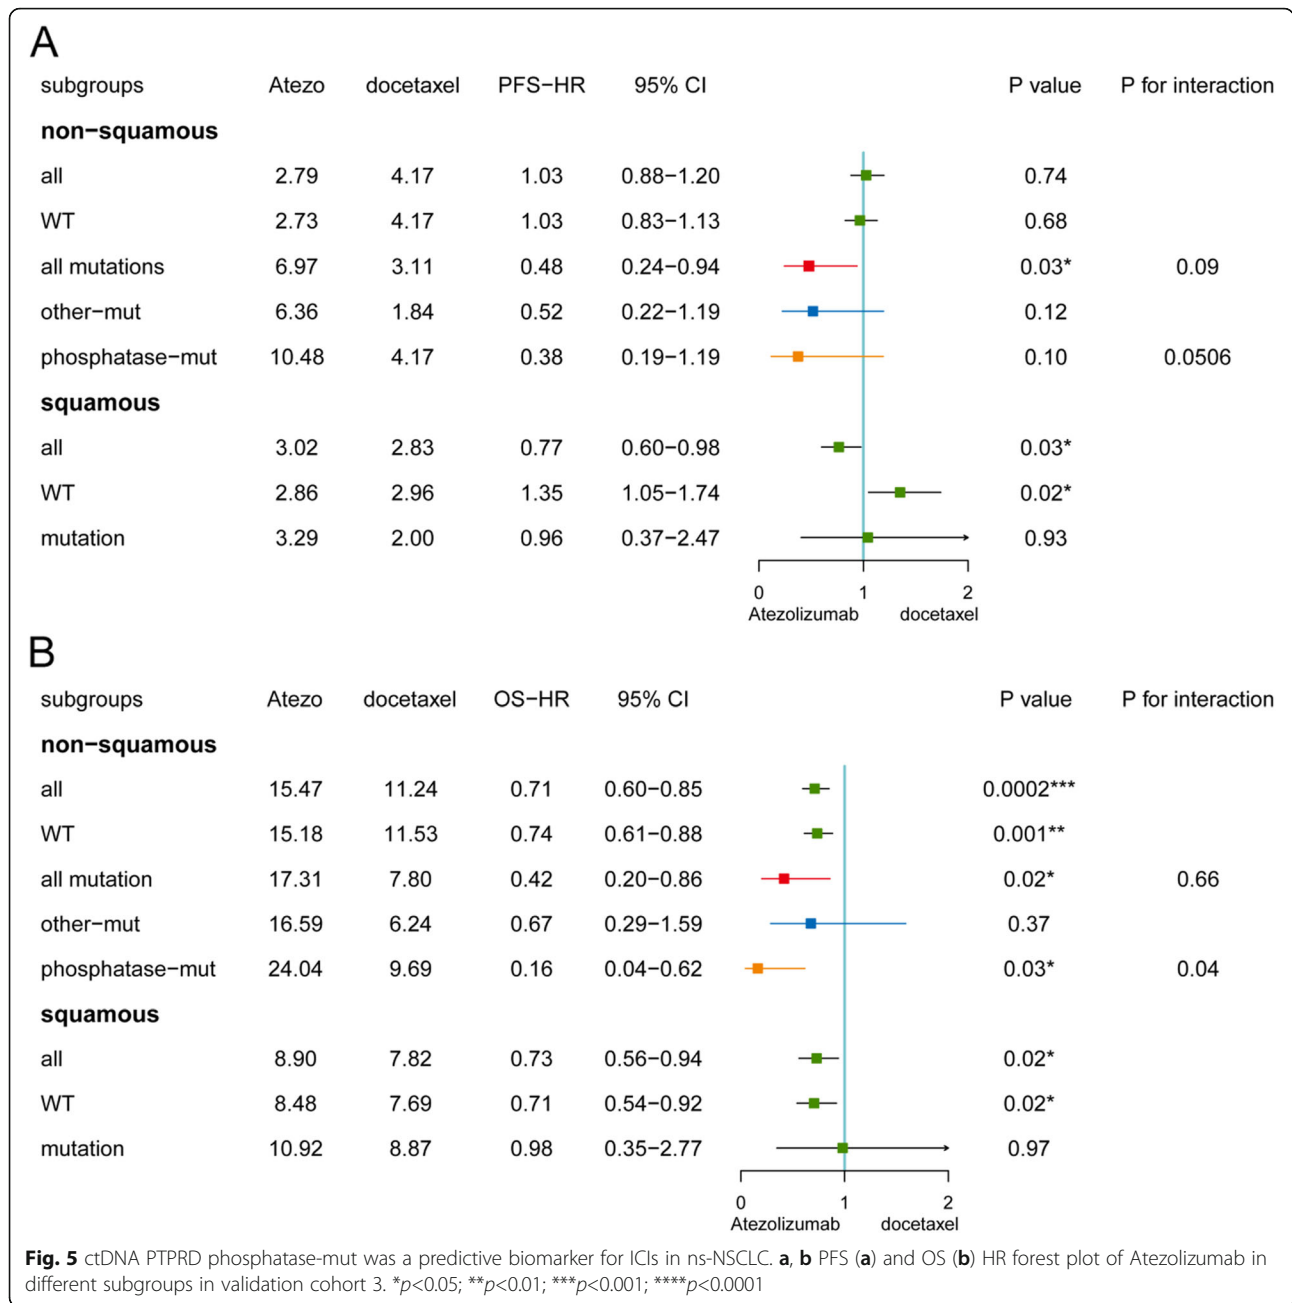 A
subgroups Atezo docetaxel PFS−HR 95% CI P value P for interaction
non−squamous
all 2.79 4.17 1.03 0.88−1.20 0.74
WT 2.73 4.17 1.03 0.83−1.13 0.68
all mutations 6.97 3.11 0.48 0.24−0.94 0.03* 0.09
other−mut 6.36 1.84 0.52 0.22−1.19 0.12
phosphatase−mut 10.48 4.17 0.38 0.19−1.19 0.10 0.0506
squamous
all 3.02 2.83 0.77 0.60−0.98 0.03*
WT 2.86 2.96 1.35 1.05−1.74 0.02*
mutation 3.29 2.00 0.96 0.37−2.47 0.93
0 1 2
Atezolizumab docetaxel
B
subgroups Atezo docetaxel OS−HR 95% CI P value P for interaction
non−squamous
all 15.47 11.24 0.71 0.60−0.85 0.0002***
WT 15.18 11.53 0.74 0.61−0.88 0.001**
all mutation 17.31 7.80 0.42 0.20−0.86 0.02* 0.66
other−mut 16.59 6.24 0.67 0.29−1.59 0.37
phosphatase−mut 24.04 9.69 0.16 0.04−0.62 0.03* 0.04
squamous
all 8.90 7.82 0.73 0.56−0.94 0.02*
WT 8.48 7.69 0.71 0.54−0.92 0.02*
mutation 10.92 8.87 0.98 0.35−2.77 0.97
0 1 2
Atezolizumab docetaxel
Fig. 5 ctDNA PTPRD phosphatase-mut was a predictive biomarker for ICIs in ns-NSCLC. a, b PFS (a) and OS (b) HR forest plot of Atezolizumab in
different subgroups in validation cohort 3. *p<0.05; **p<0.01; ***p<0.001; ****p<0.0001